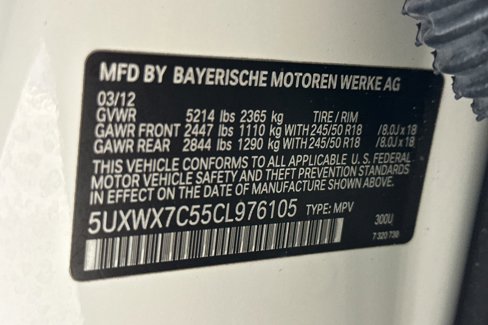 MFD BY BAYERISCHE MOTOREN WERKE AG
03/12
GVWR 5214 lbs 2365 kg TIRE / RIM
GAWR FRONT 2447 lbs 1110 kg WITH 245/50 R18 / 8.0J x 18
GAWR REAR 2844 lbs 1290 kg WITH 245/50 R18 / 8.0J x 18
THIS VEHICLE CONFORMS TO ALL APPLICABLE U.S. FEDERAL
MOTOR VEHICLE SAFETY AND THEFT PREVENTION STANDARDS
IN EFFECT ON THE DATE OF MANUFACTURE SHOWN ABOVE.
5UXWX7C55CL976105 TYPE: MPV
300U
7 320 739